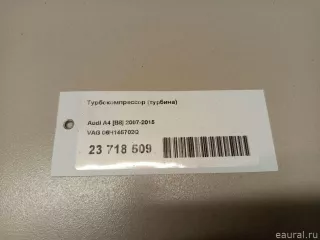 Турбокомпрессор (турбина)
Audi A4 [B8] 2007-2015
VAG 06H145702G
23 718 509
eaural.ru